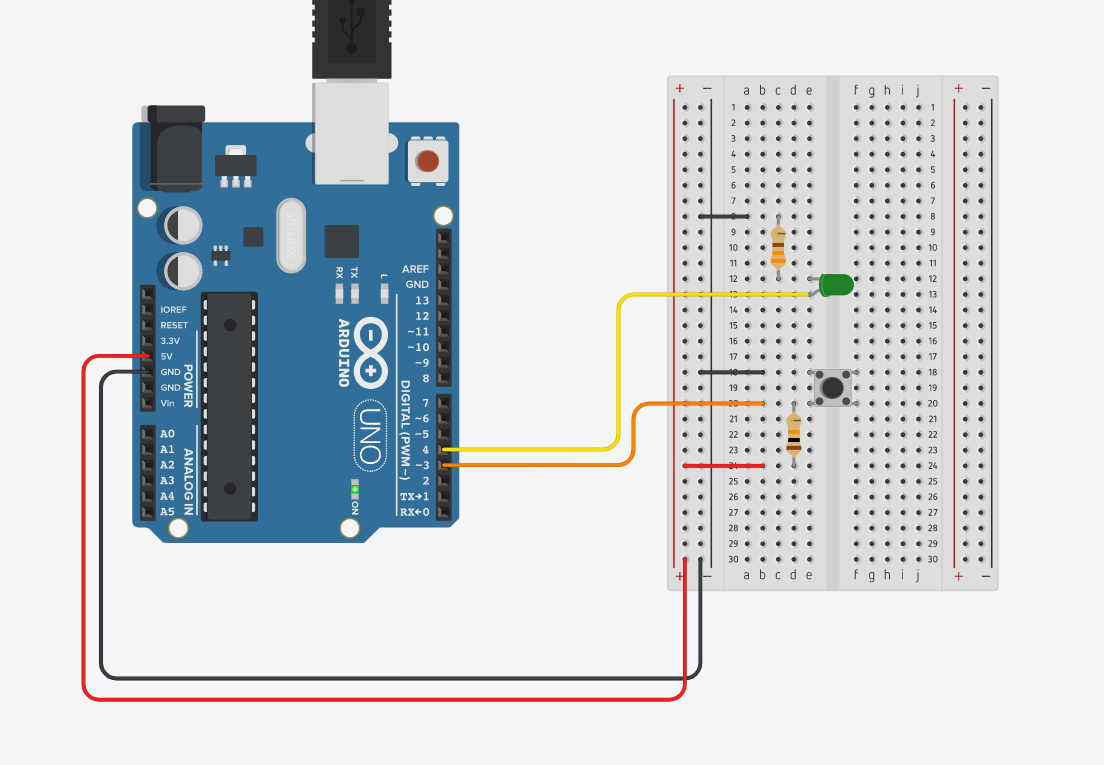 AREF
GND
13
12
~11
~10
~9
8
7
~6
~5
4
~3
2
TX→1
RX←0
DIGITAL (PWM~)
RX
TX
L
ARDUINO
UNO
ON
IOREF
RESET
3.3V
5V
GND
GND
Vin
POWER
A0
A1
A2
A3
A4
A5
ANALOG IN
+ − a b c d e f g h i j + −
1 1
2 2
3 3
4 4
5 5
6 6
7 7
8 8
9 9
10 10
11 11
12 12
13 13
14 14
15 15
16 16
17 17
18 18
19 19
20 20
21 21
22 22
23 23
24 24
25 25
26 26
27 27
28 28
29 29
30 30
+ − a b c d e f g h i j + −